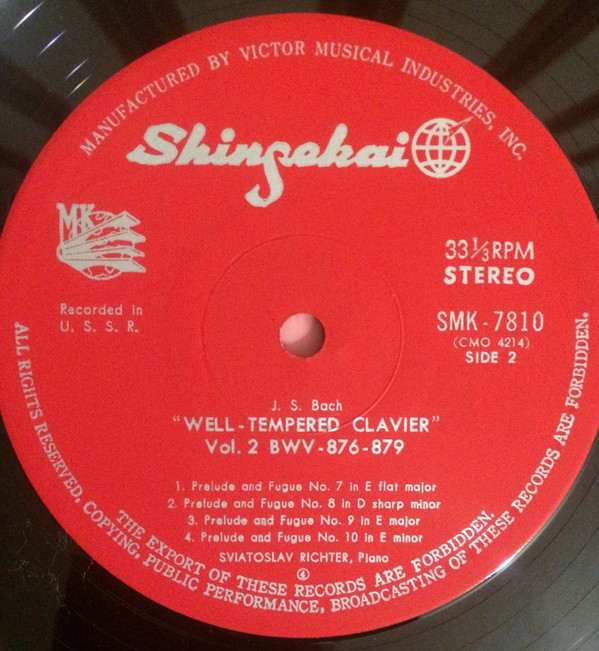 MANUFACTURED BY VICTOR MUSICAL INDUSTRIES, INC.
Shinsekai
MK
33⅓RPM
STEREO
Recorded in
U. S. S. R.
SMK-7810
(CMO 4214)
SIDE 2
J. S. Bach
"WELL-TEMPERED CLAVIER"
Vol. 2 BWV-876-879
1. Prelude and Fugue No. 7 in E flat major
2. Prelude and Fugue No. 8 in D sharp minor
3. Prelude and Fugue No. 9 in E major
4. Prelude and Fugue No. 10 in E minor
SVIATOSLAV RICHTER, Piano
4
THE EXPORT OF THESE RECORDS ARE FORBIDDEN.
ALL RIGHTS RESERVED, COPYING, PUBLIC PERFORMANCE, BROADCASTING OF THESE RECORDS ARE FORBIDDEN.